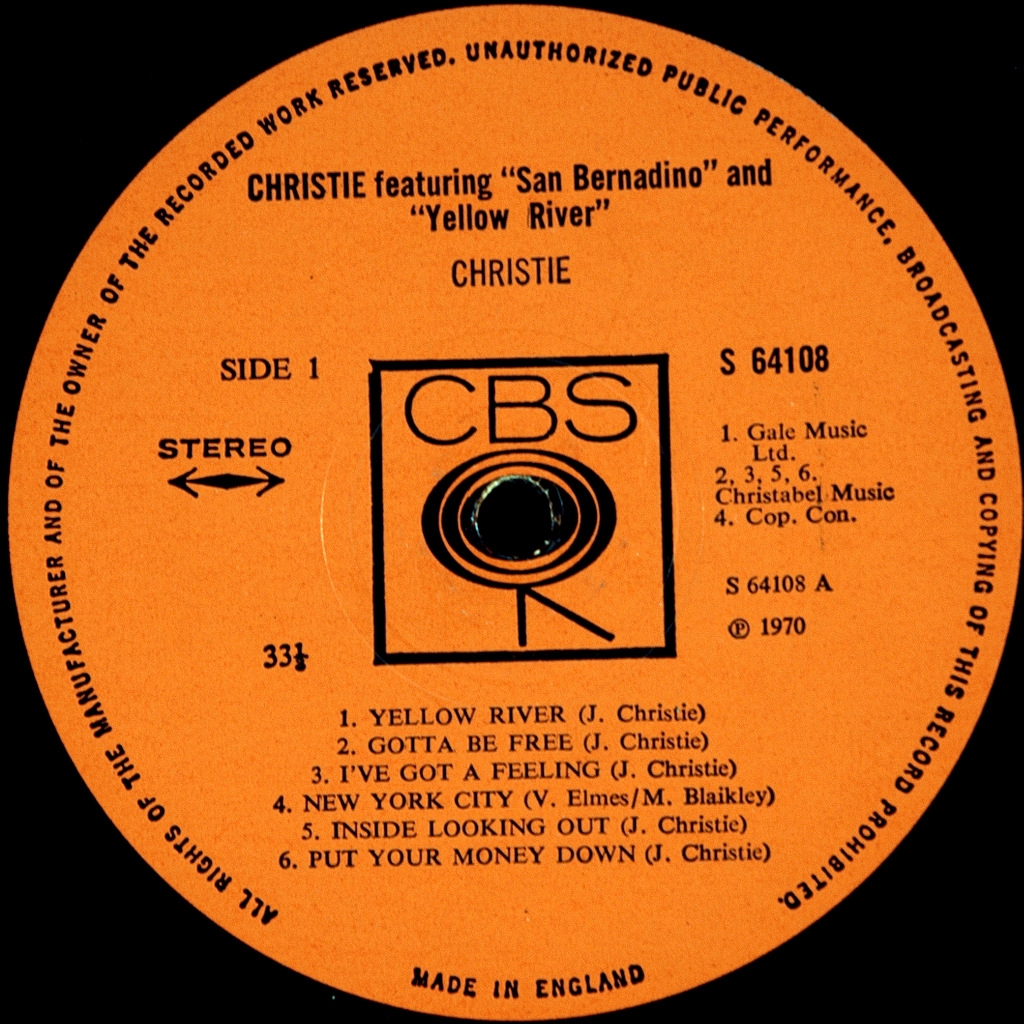 ALL RIGHTS OF THE MANUFACTURER AND OF THE OWNER OF THE RECORDED WORK RESERVED. UNAUTHORIZED PUBLIC PERFORMANCE, BROADCASTING AND COPYING OF THIS RECORD PROHIBITED.
CHRISTIE featuring “San Bernadino” and
“Yellow River”
CHRISTIE
SIDE 1
STEREO
33⅓
CBS
S 64108
1. Gale Music
Ltd.
2, 3, 5, 6.
Christabel Music
4. Cop. Con.
S 64108 A
Ⓟ 1970
1. YELLOW RIVER (J. Christie)
2. GOTTA BE FREE (J. Christie)
3. I'VE GOT A FEELING (J. Christie)
4. NEW YORK CITY (V. Elmes/M. Blaikley)
5. INSIDE LOOKING OUT (J. Christie)
6. PUT YOUR MONEY DOWN (J. Christie)
MADE IN ENGLAND